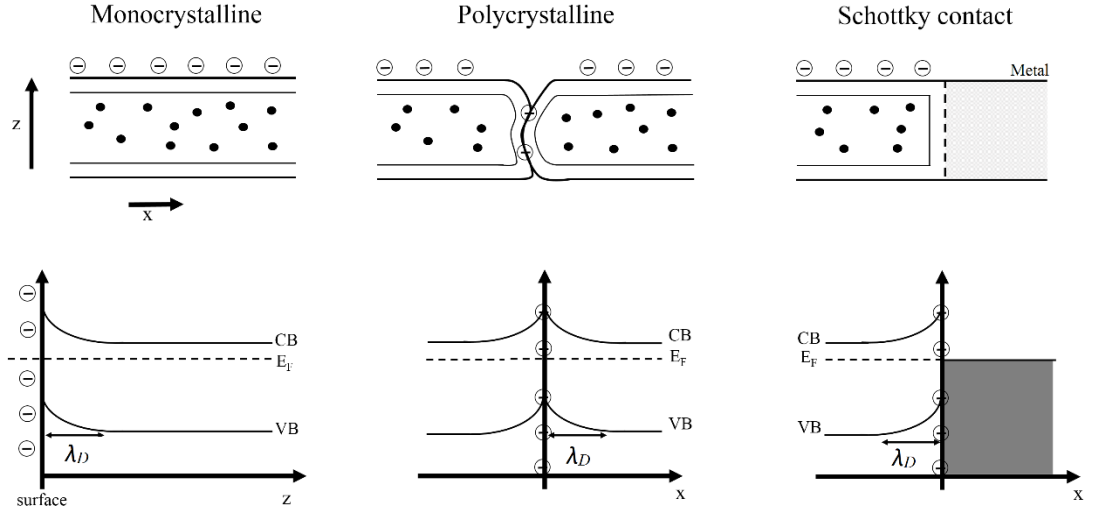 Monocrystalline
Polycrystalline
Schottky contact
Metal
z
x
CB
E_F
VB
λ_D
surface
z
CB
E_F
VB
λ_D
x
CB
E_F
VB
λ_D
x